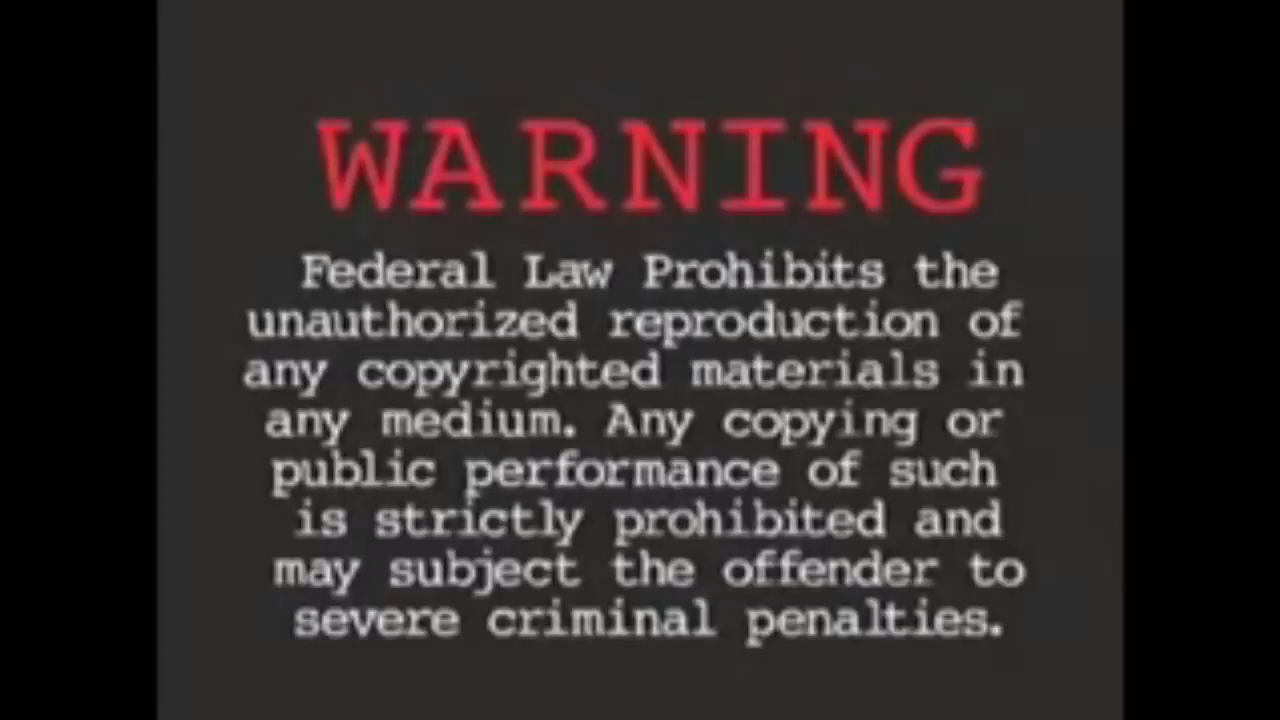 WARNING
Federal Law Prohibits the
unauthorized reproduction of
any copyrighted materials in
any medium. Any copying or
public performance of such
is strictly prohibited and
may subject the offender to
severe criminal penalties.